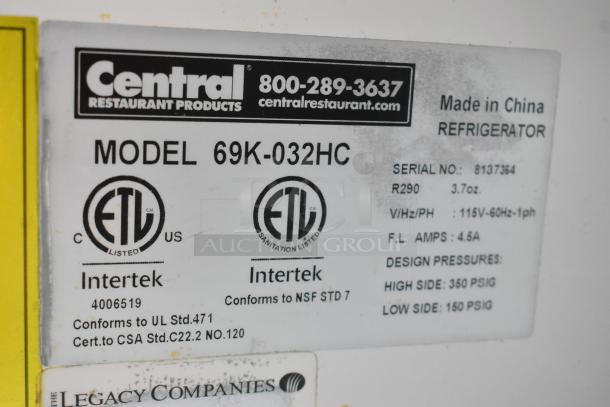 Central®
RESTAURANT PRODUCTS
800-289-3637
centralrestaurant.com
Made in China
REFRIGERATOR
MODEL 69K-032HC
SERIAL NO.: 8137364
R290 3.7oz.
V/Hz/PH : 115V-60Hz-1ph
F.L AMPS : 4.5A
DESIGN PRESSURES:
HIGH SIDE: 350 PSIG
LOW SIDE: 150 PSIG
C ETL US
LISTED
Intertek
4006519
Conforms to UL Std.471
Cert.to CSA Std.C22.2 NO.120
ETL
SANITATION LISTED
Intertek
Conforms to NSF STD 7
AUCTION GROUP
THE LEGACY COMPANIES